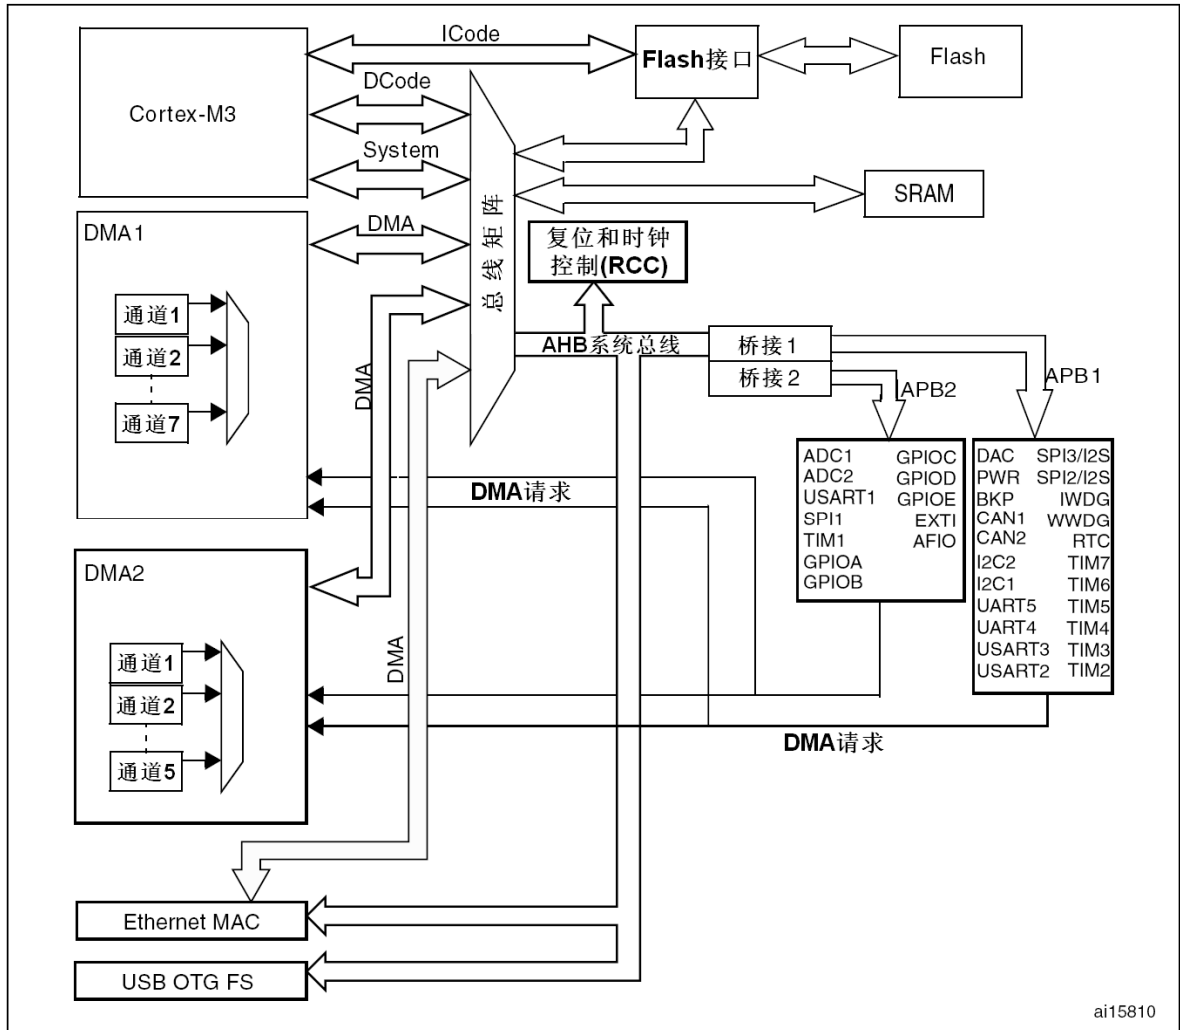 ICode
Flash接口
Flash
DCode
Cortex-M3
System
SRAM
DMA1
DMA
总线矩阵
复位和时钟
控制(RCC)
通道1
通道2
通道7
AHB系统总线
桥接1
桥接2
APB2
APB1
DMA
DMA请求
ADC1 GPIOC
ADC2 GPIOD
USART1 GPIOE
SPI1 EXTI
TIM1 AFIO
GPIOA
GPIOB
DAC SPI3/I2S
PWR SPI2/I2S
BKP IWDG
CAN1 WWDG
CAN2 RTC
I2C2 TIM7
I2C1 TIM6
UART5 TIM5
UART4 TIM4
USART3 TIM3
USART2 TIM2
DMA2
通道1
通道2
通道5
DMA
DMA请求
Ethernet MAC
USB OTG FS
ai15810